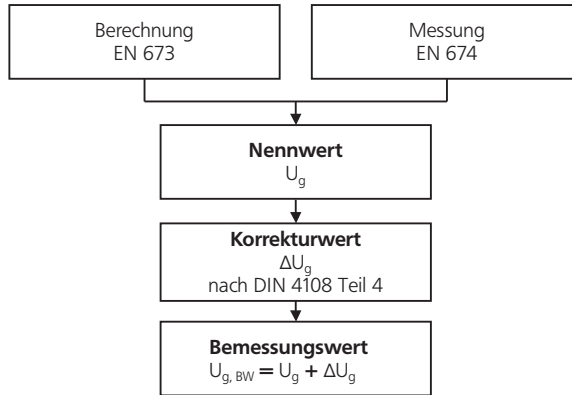 Berechnung
EN 673
Messung
EN 674
Nennwert
Ug
Korrekturwert
ΔUg
nach DIN 4108 Teil 4
Bemessungswert
Ug, BW = Ug + ΔUg